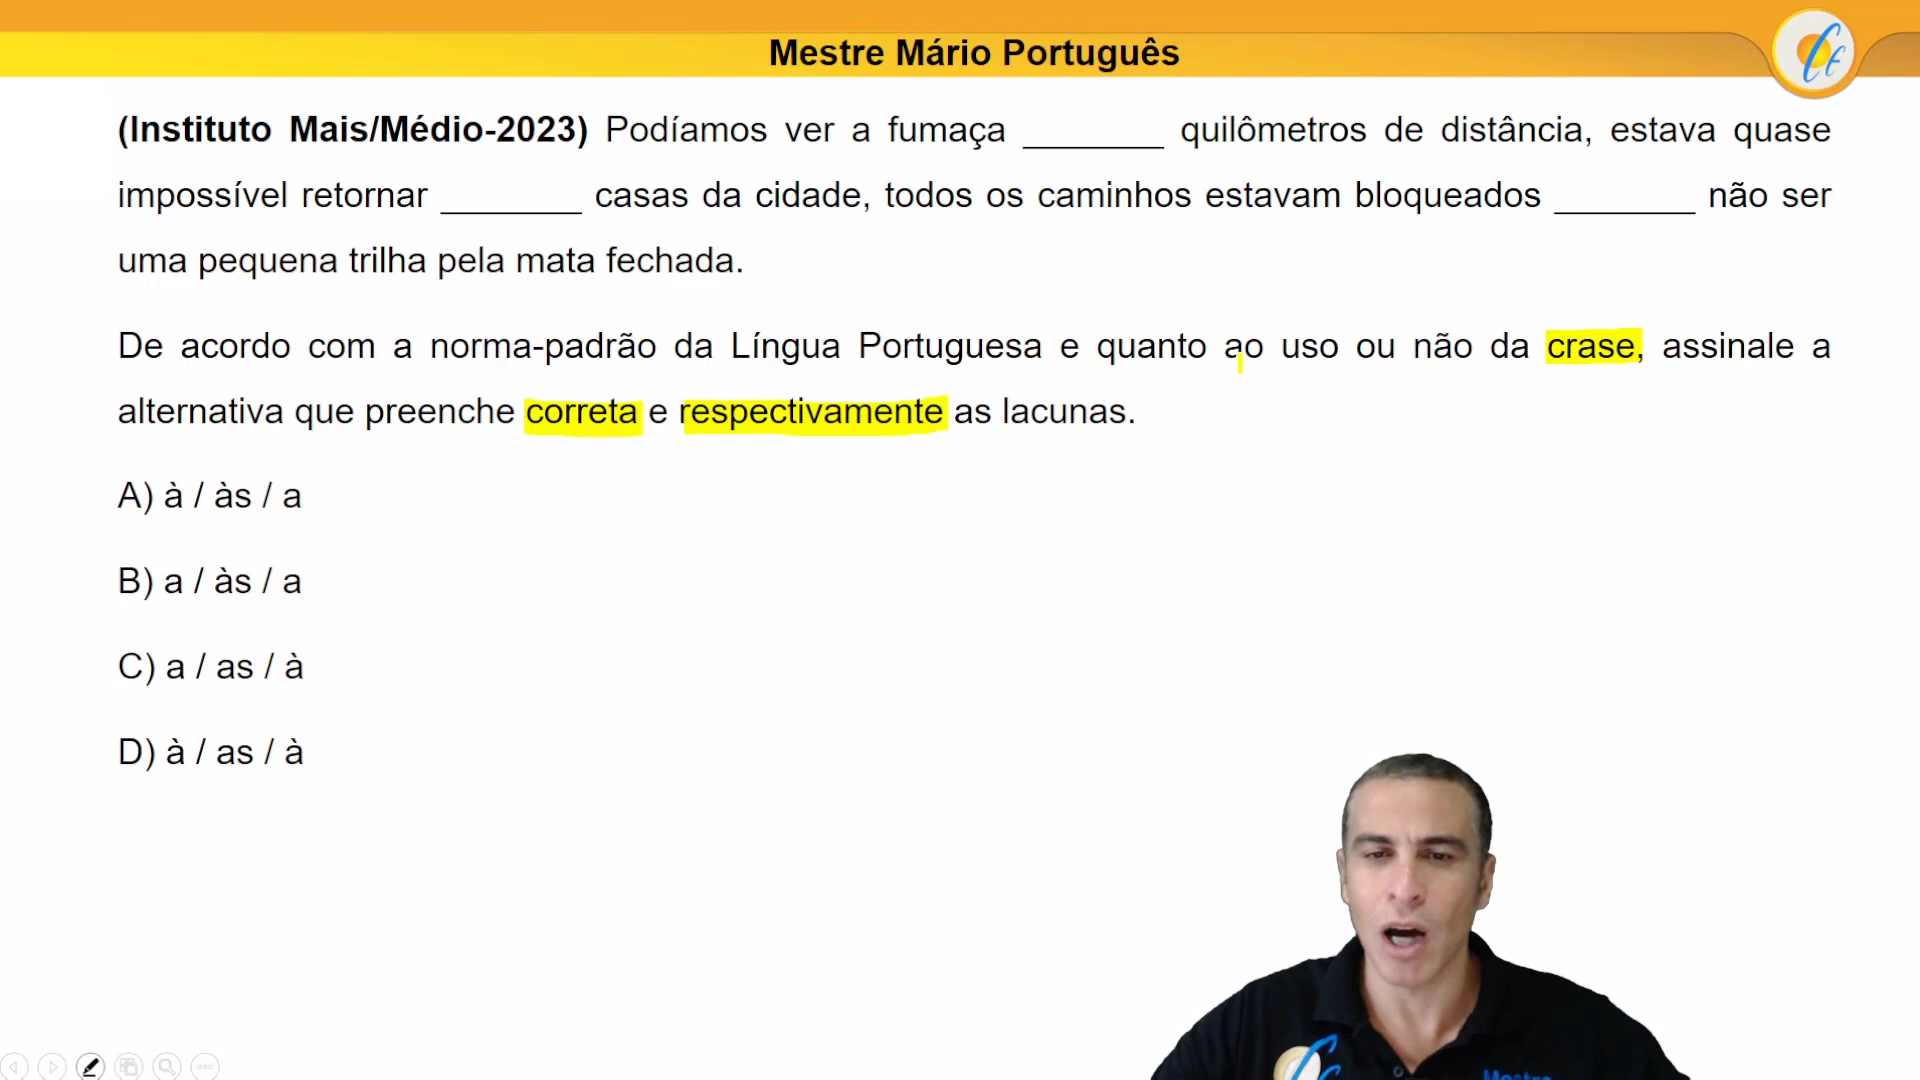 Mestre Mário Português
(Instituto Mais/Médio-2023) Podíamos ver a fumaça _______ quilômetros de distância, estava quase
impossível retornar _______ casas da cidade, todos os caminhos estavam bloqueados _______ não ser
uma pequena trilha pela mata fechada.
De acordo com a norma-padrão da Língua Portuguesa e quanto ao uso ou não da crase, assinale a
alternativa que preenche correta e respectivamente as lacunas.
A) à / às / a
B) a / às / a
C) a / as / à
D) à / as / à